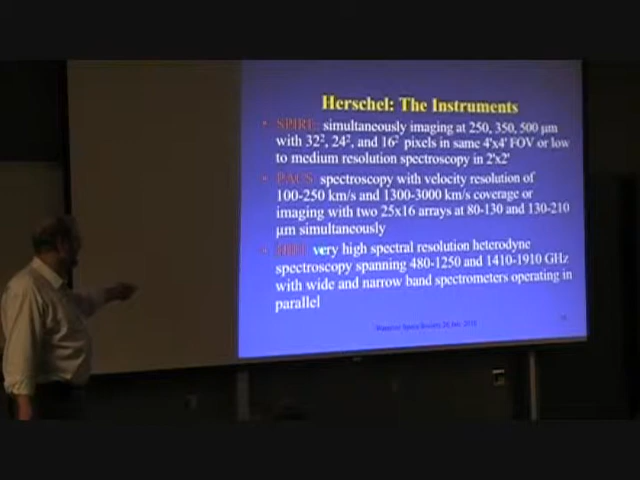 Herschel: The Instruments
• SPIRE: simultaneously imaging at 250, 350, 500 μm
with 32², 24², and 16² pixels in same 4'x4' FOV or low
to medium resolution spectroscopy in 2'x2'
• PACS: spectroscopy with velocity resolution of
100-250 km/s and 1300-3000 km/s coverage or
imaging with two 25x16 arrays at 80-130 and 130-210
μm simultaneously
• very high spectral resolution heterodyne
spectroscopy spanning 480-1250 and 1410-1910 GHz
with wide and narrow band spectrometers operating in
parallel
Space Society